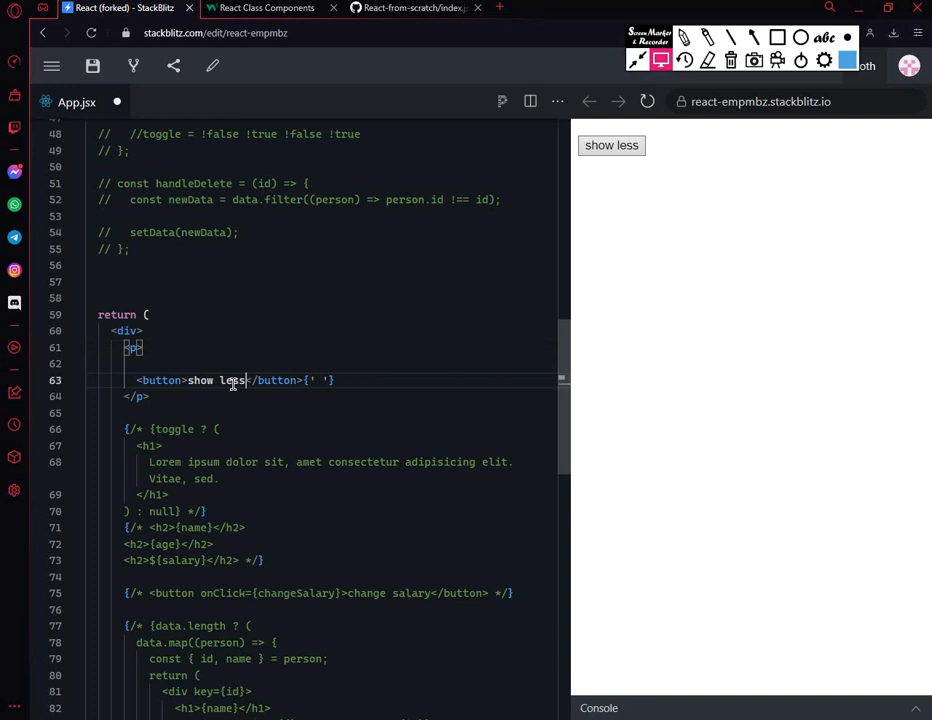 React (forked) - StackBlitz
React Class Components
React-from-scratch/index.j
Screen Marker
& Recorder
abc
stackblitz.com/edit/react-empmbz
oth
App.jsx
react-empmbz.stackblitz.io
show less
48 //   //toggle = !false !true !false !true
49 // };
50
51 // const handleDelete = (id) => {
52 //   const newData = data.filter((person) => person.id !== id);
53
54 //   setData(newData);
55 // };
56
57
58
59 return (
60 <div>
61 <p>
62
63 <button>show less</button>{' '}
64 </p>
65
66 {/* {toggle ? (
67 <h1>
68 Lorem ipsum dolor sit, amet consectetur adipisicing elit.
Vitae, sed.
69 </h1>
70 ) : null} */}
71 {/* <h2>{name}</h2>
72 <h2>{age}</h2>
73 <h2>${salary}</h2> */}
74
75 {/* <button onClick={changeSalary}>change salary</button> */}
76
77 {/* {data.length ? (
78 data.map((person) => {
79 const { id, name } = person;
80 return (
81 <div key={id}>
82 <h1>{name}</h1>
Console